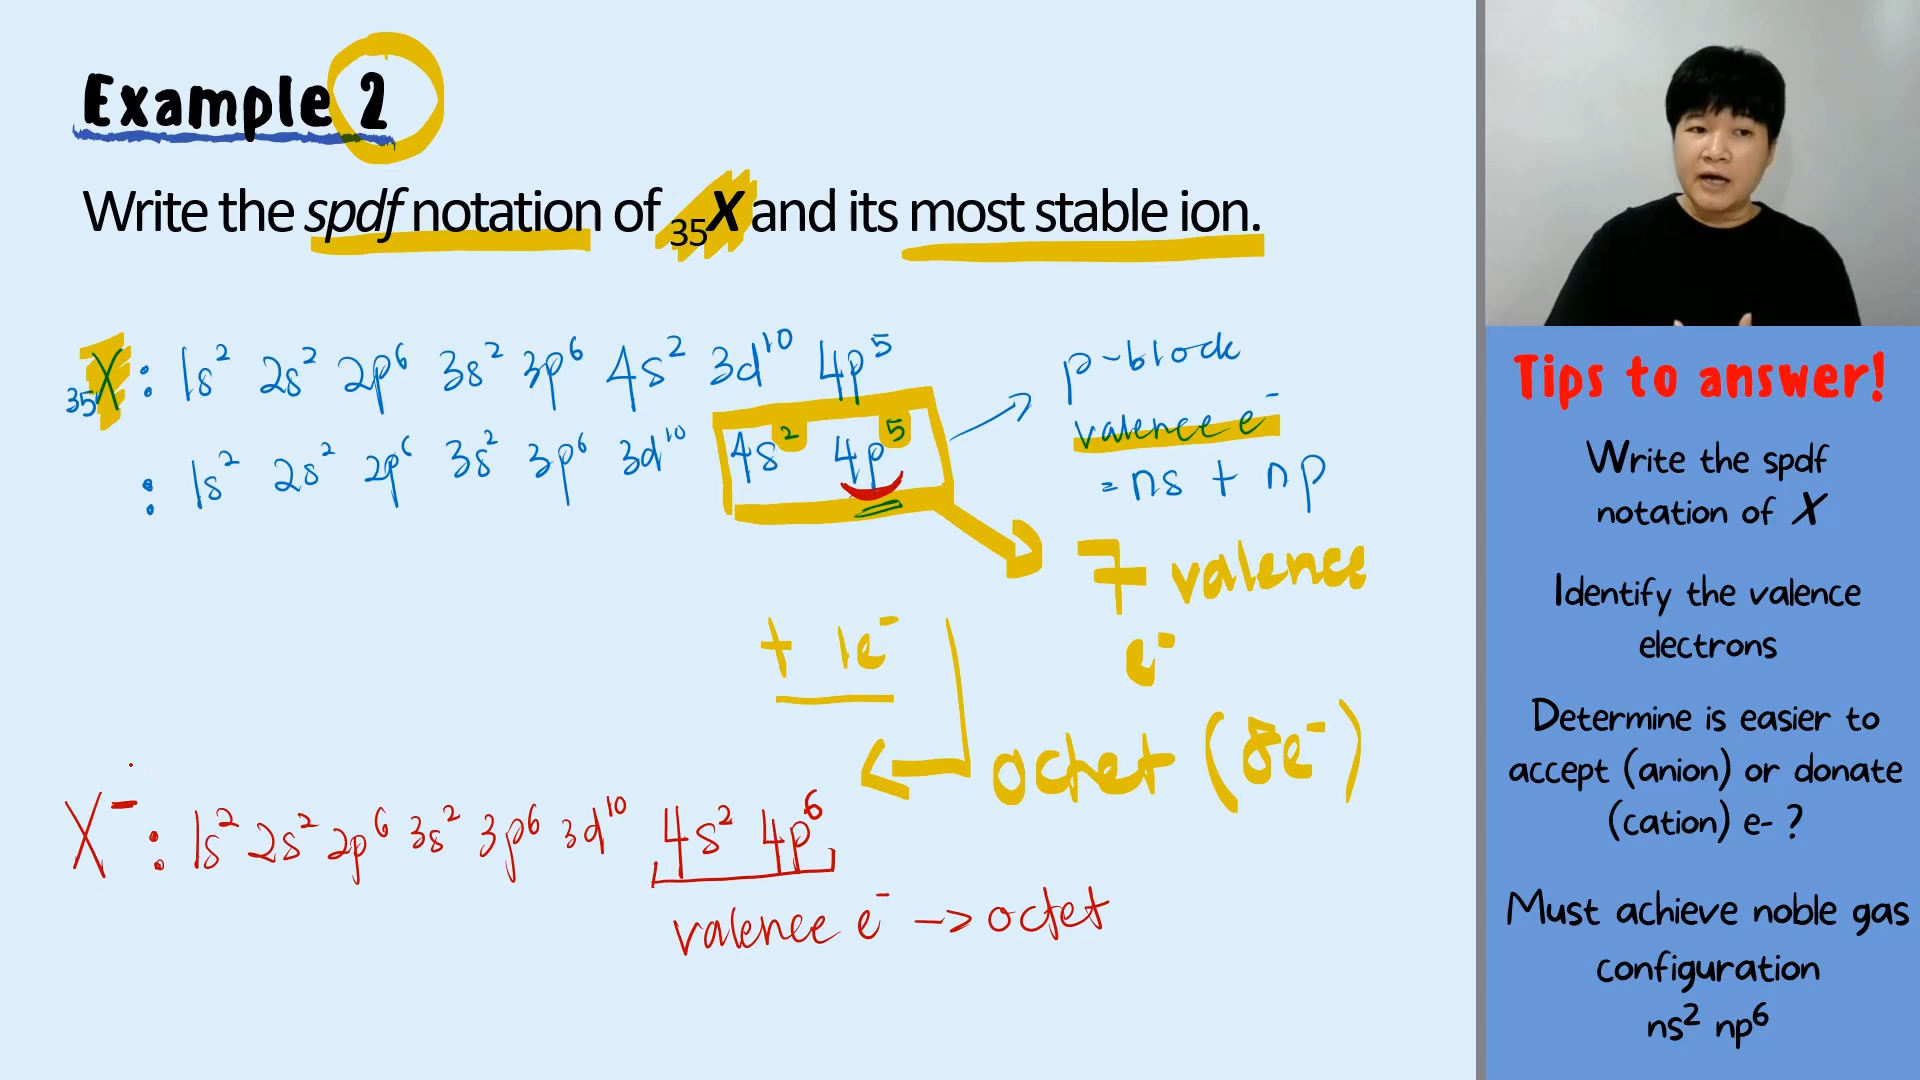 Example 2
Write the spdf notation of ₃₅X and its most stable ion.
₃₅X : 1s² 2s² 2p⁶ 3s² 3p⁶ 4s² 3d¹⁰ 4p⁵
: 1s² 2s² 2p⁶ 3s² 3p⁶ 3d¹⁰ 4s² 4p⁵
p-block
valence e⁻
= ns + np
7 valence
e⁻
+ 1e⁻
octet (8e⁻)
X⁻ : 1s² 2s² 2p⁶ 3s² 3p⁶ 3d¹⁰ 4s² 4p⁶
valence e⁻ → octet
Tips to answer!
Write the spdf
notation of X
Identify the valence
electrons
Determine is easier to
accept (anion) or donate
(cation) e- ?
Must achieve noble gas
configuration
ns² np⁶